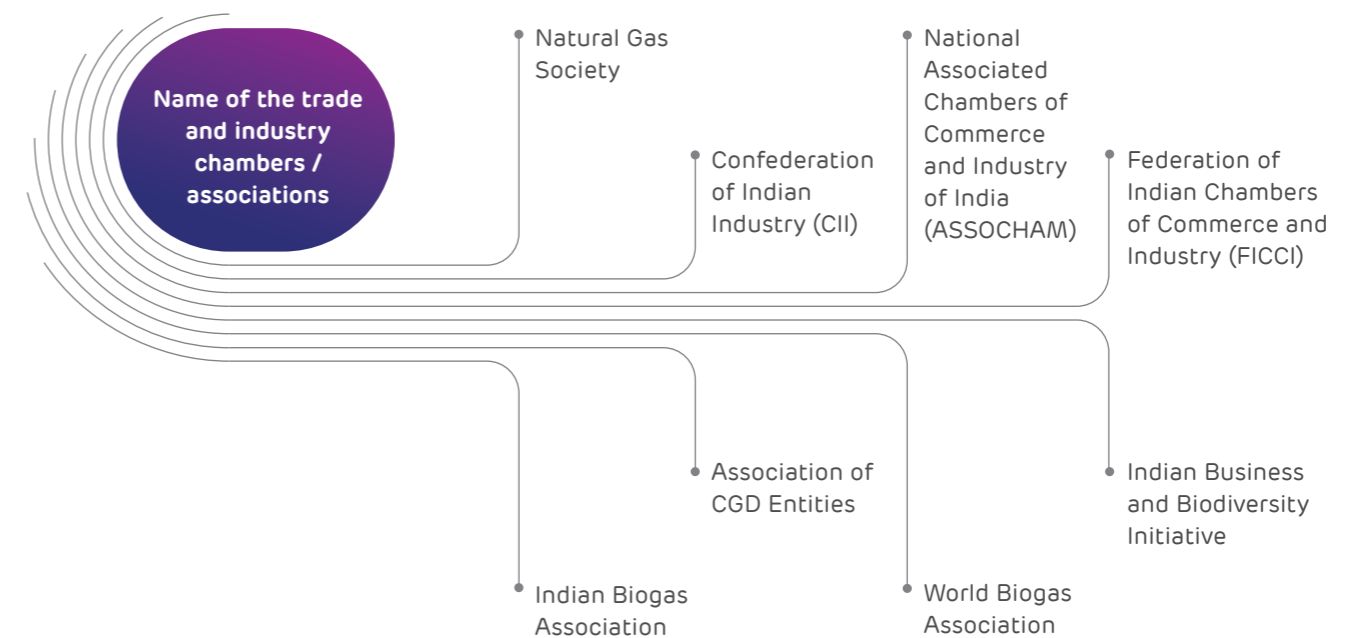 Name of the trade
and industry
chambers /
associations
Natural Gas
Society
Confederation
of Indian
Industry (CII)
National
Associated
Chambers of
Commerce
and Industry
of India
(ASSOCHAM)
Federation of
Indian Chambers
of Commerce and
Industry (FICCI)
Indian Biogas
Association
Association of
CGD Entities
World Biogas
Association
Indian Business
and Biodiversity
Initiative